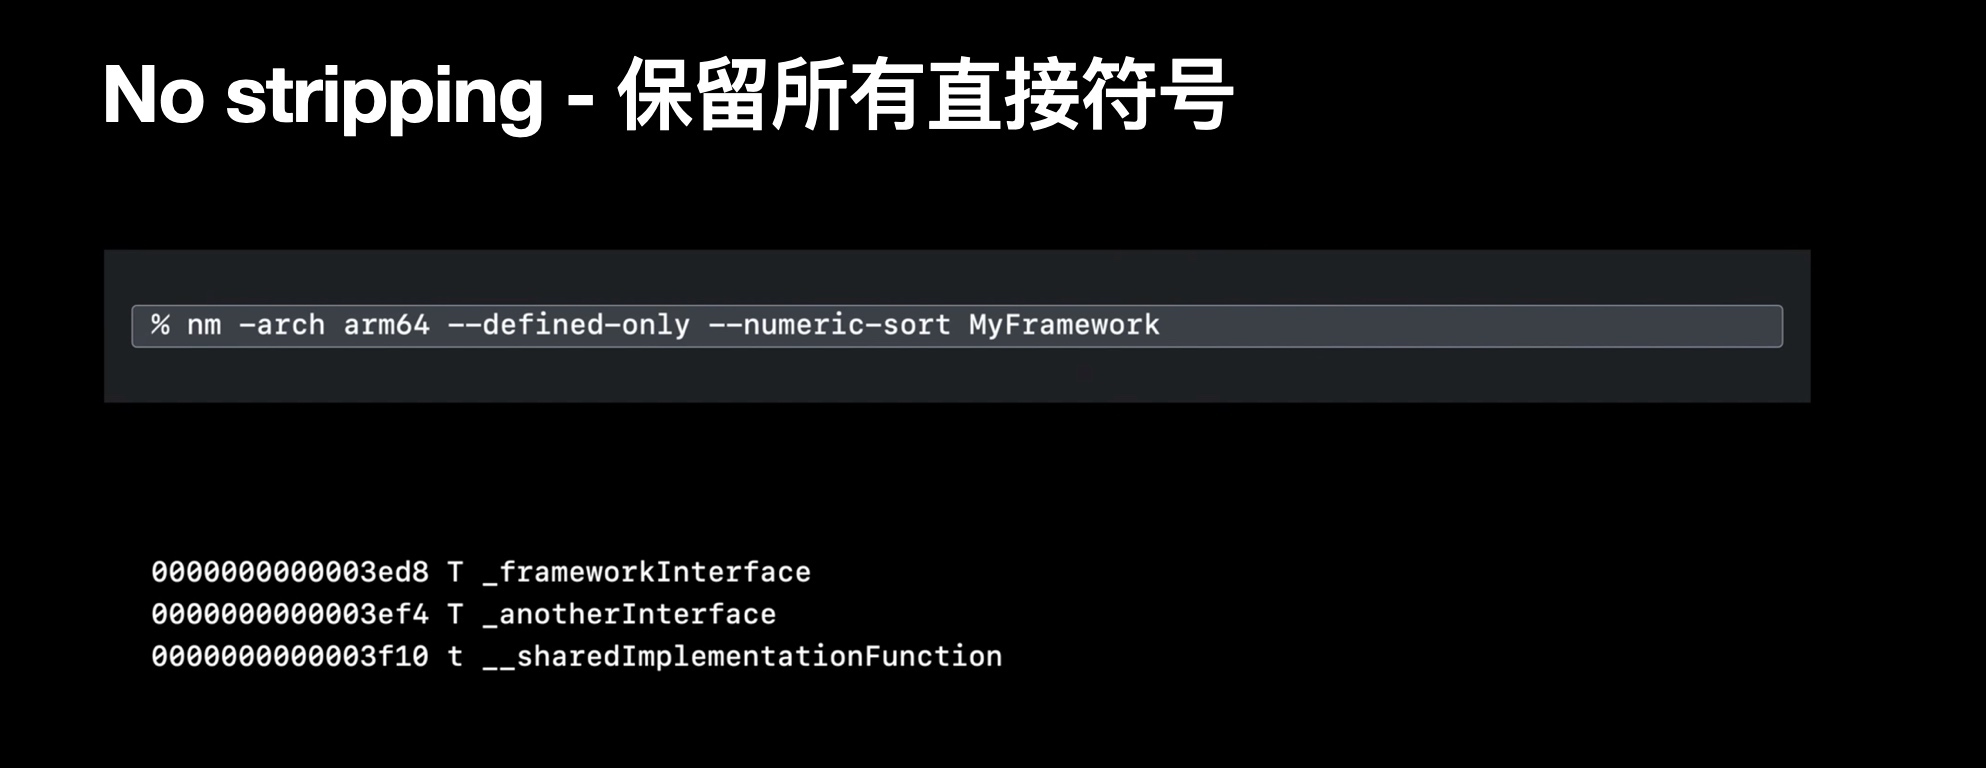 No stripping - 保留所有直接符号
% nm -arch arm64 --defined-only --numeric-sort MyFramework
0000000000003ed8 T _frameworkInterface
0000000000003ef4 T _anotherInterface
0000000000003f10 t __sharedImplementationFunction